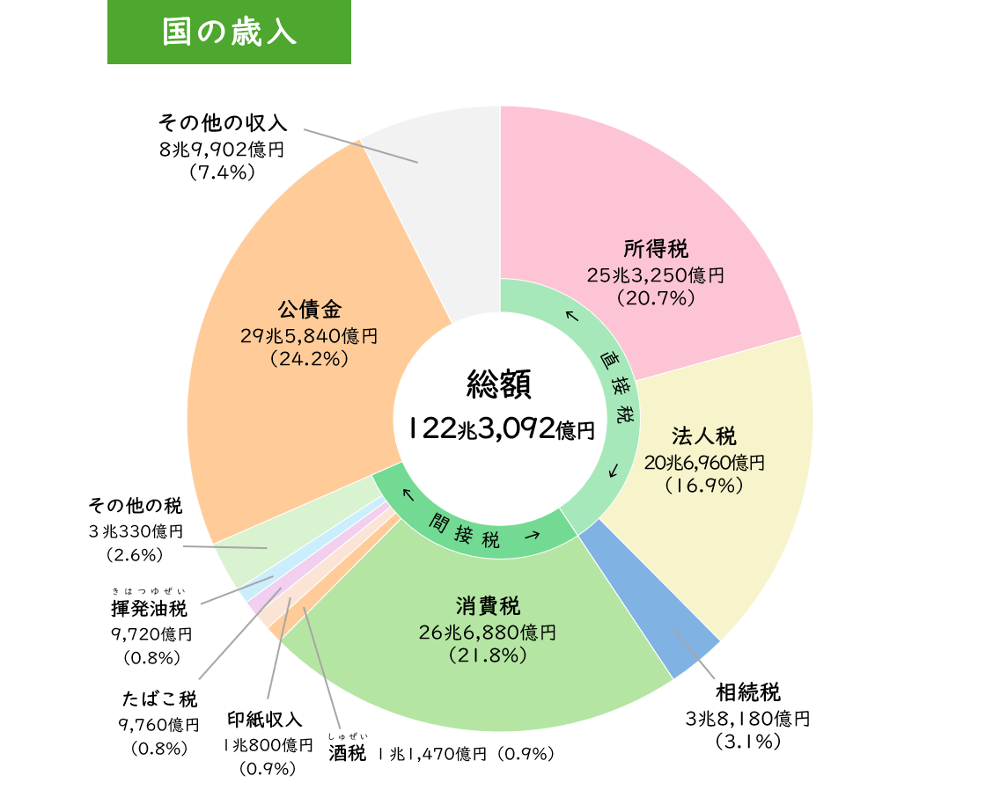 国の歳入
その他の収入
8兆9,902億円
(7.4%)
所得税
25兆3,250億円
(20.7%)
公債金
29兆5,840億円
(24.2%)
←
直接税
→
総額
122兆3,092億円
法人税
20兆6,960億円
(16.9%)
←
間接税
→
その他の税
3兆330億円
(2.6%)
きはつゆぜい
揮発油税
9,720億円
(0.8%)
消費税
26兆6,880億円
(21.8%)
たばこ税
9,760億円
(0.8%)
印紙収入
1兆800億円
(0.9%)
しゅぜい
酒税 1兆1,470億円(0.9%)
相続税
3兆8,180億円
(3.1%)